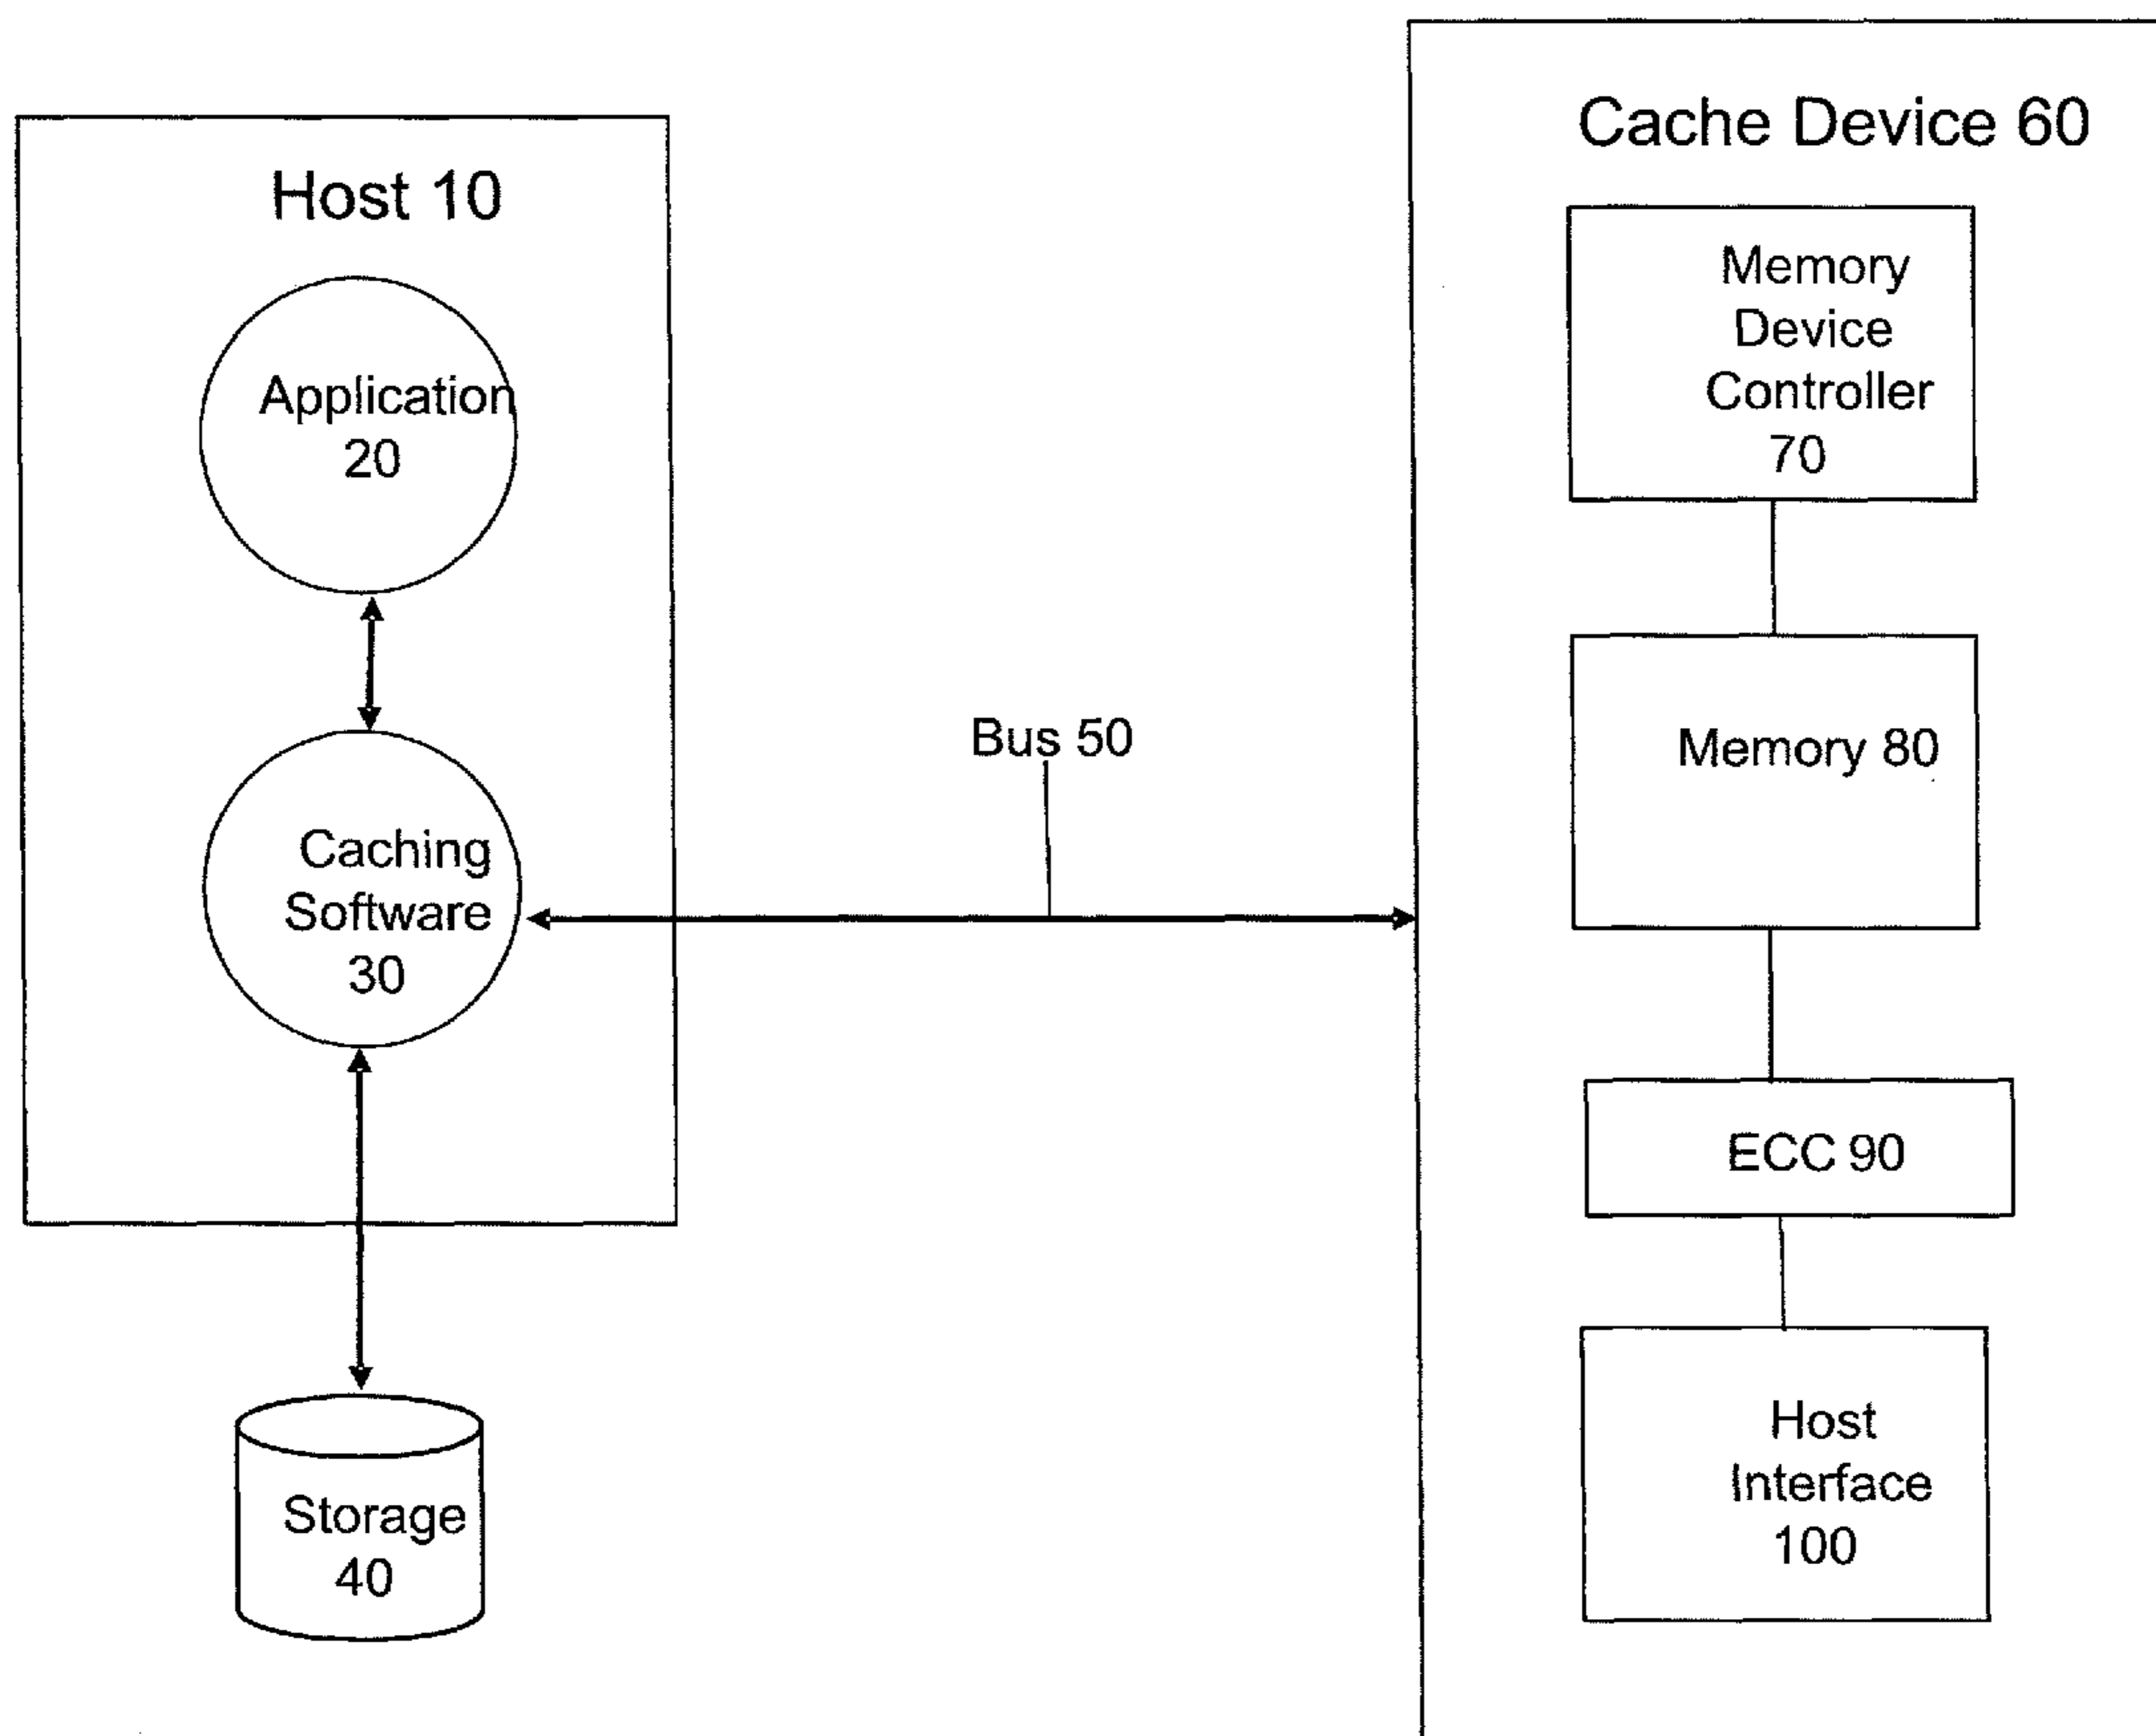 Host 10
Application
20
Caching
Software
30
Storage
40
Bus 50
Cache Device 60
Memory
Device
Controller
70
Memory 80
ECC 90
Host
Interface
100